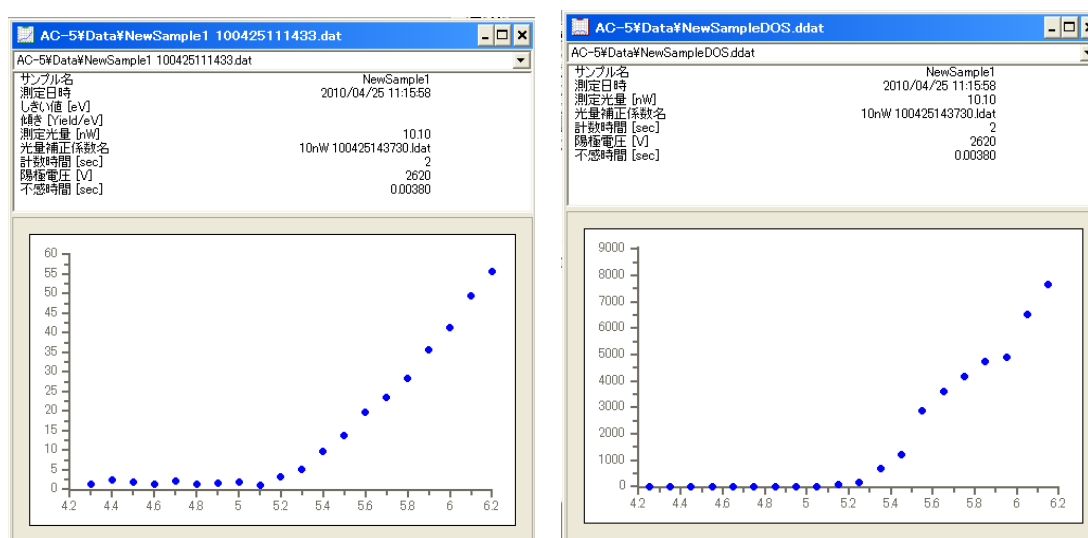 AC-5¥Data¥NewSample1 100425111433.dat
AC-5¥Data¥NewSample1 100425111433.dat
サンプル名 NewSample1
測定日時 2010/04/25 11:15:58
しきい値 [eV]
傾き [Yield/eV]
測定光量 [nW] 10.10
光量補正係数名 10nW 100425143730.ldat
計数時間 [sec] 2
陽極電圧 [V] 2620
不感時間 [sec] 0.00380
60
55
50
45
40
35
30
25
20
15
10
5
0
4.2 4.4 4.6 4.8 5 5.2 5.4 5.6 5.8 6 6.2
AC-5¥Data¥NewSampleDOS.ddat
AC-5¥Data¥NewSampleDOS.ddat
サンプル名 NewSample1
測定日時 2010/04/25 11:15:58
測定光量 [nW] 10.10
光量補正係数名 10nW 100425143730.ldat
計数時間 [sec] 2
陽極電圧 [V] 2620
不感時間 [sec] 0.00380
9000
8000
7000
6000
5000
4000
3000
2000
1000
0
4.2 4.4 4.6 4.8 5 5.2 5.4 5.6 5.8 6 6.2